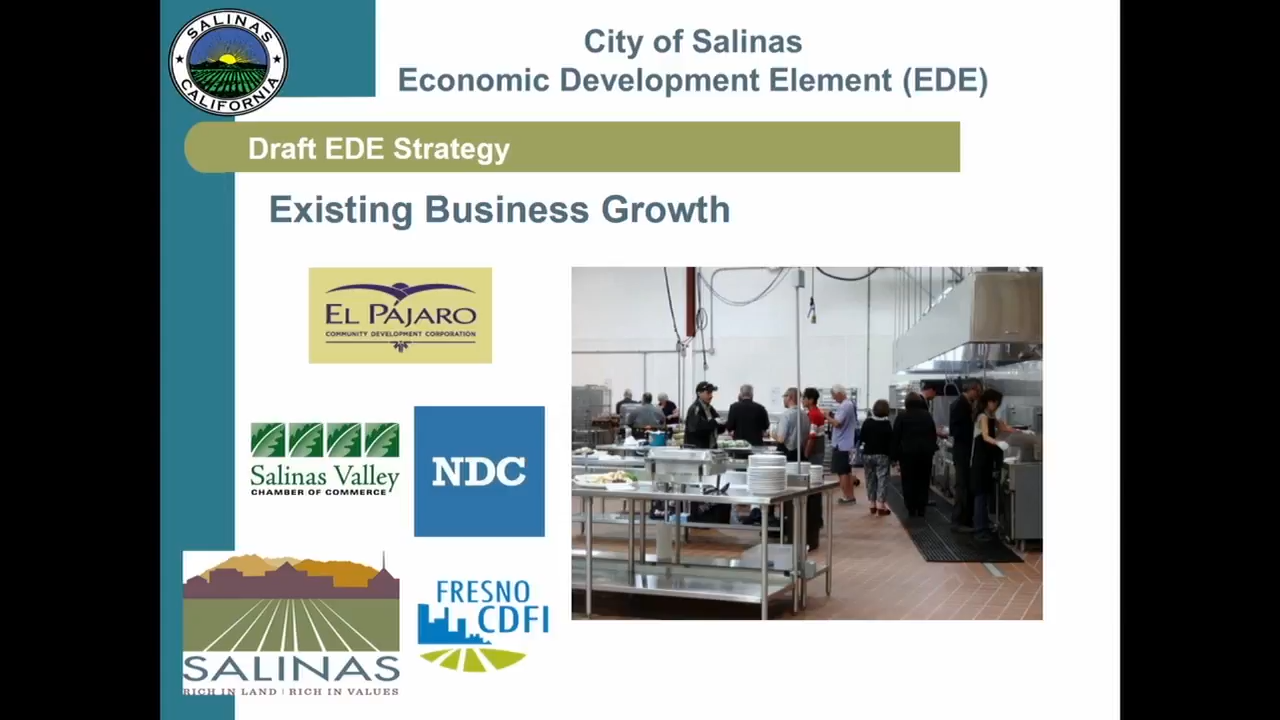 SALINAS
CALIFORNIA
City of Salinas
Economic Development Element (EDE)
Draft EDE Strategy
Existing Business Growth
EL PÁJARO
COMMUNITY DEVELOPMENT CORPORATION
Salinas Valley
CHAMBER OF COMMERCE
NDC
SALINAS
RICH IN LAND | RICH IN VALUES
FRESNO
CDFI